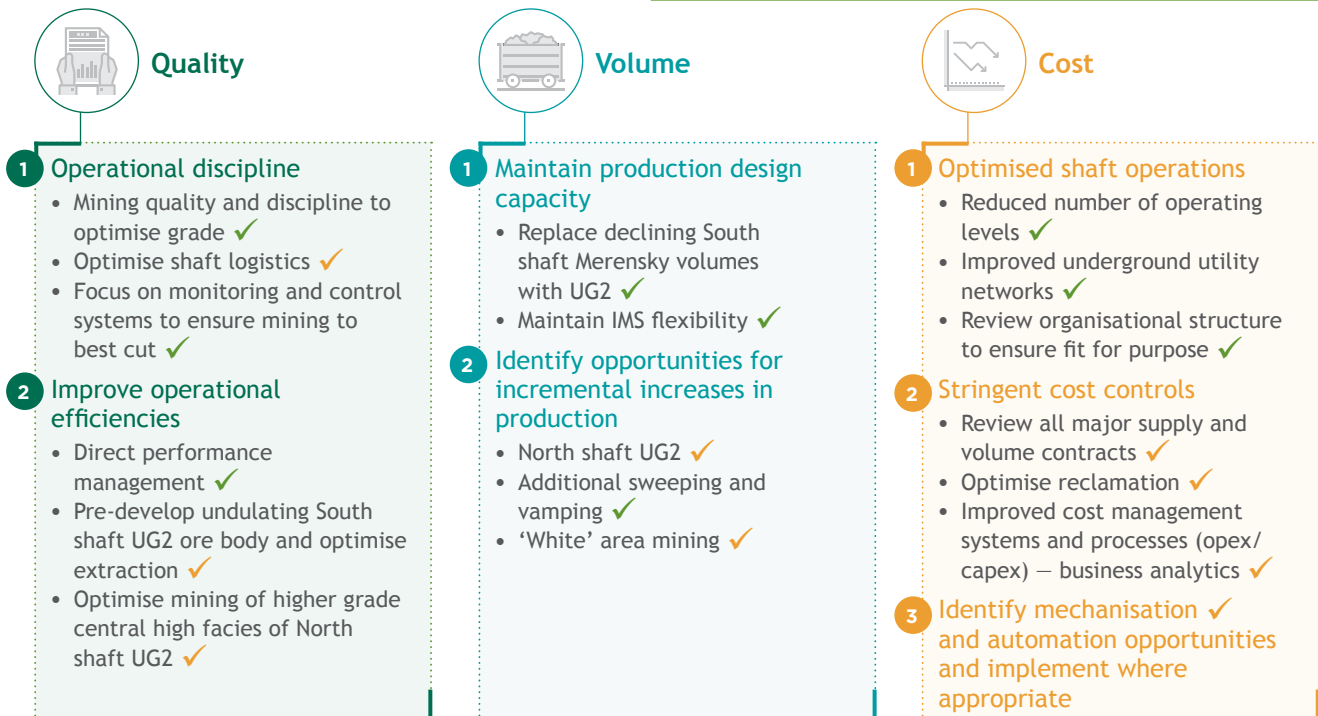 Quality
1 Operational discipline
• Mining quality and discipline to
optimise grade ✓
• Optimise shaft logistics ✓
• Focus on monitoring and control
systems to ensure mining to
best cut ✓
2 Improve operational
efficiencies
• Direct performance
management ✓
• Pre-develop undulating South
shaft UG2 ore body and optimise
extraction ✓
• Optimise mining of higher grade
central high facies of North
shaft UG2 ✓
Volume
1 Maintain production design
capacity
• Replace declining South
shaft Merensky volumes
with UG2 ✓
• Maintain IMS flexibility ✓
2 Identify opportunities for
incremental increases in
production
• North shaft UG2 ✓
• Additional sweeping and
vamping ✓
• ‘White’ area mining ✓
Cost
1 Optimised shaft operations
• Reduced number of operating
levels ✓
• Improved underground utility
networks ✓
• Review organisational structure
to ensure fit for purpose ✓
2 Stringent cost controls
• Review all major supply and
volume contracts ✓
• Optimise reclamation ✓
• Improved cost management
systems and processes (opex/
capex) — business analytics ✓
3 Identify mechanisation ✓
and automation opportunities
and implement where
appropriate